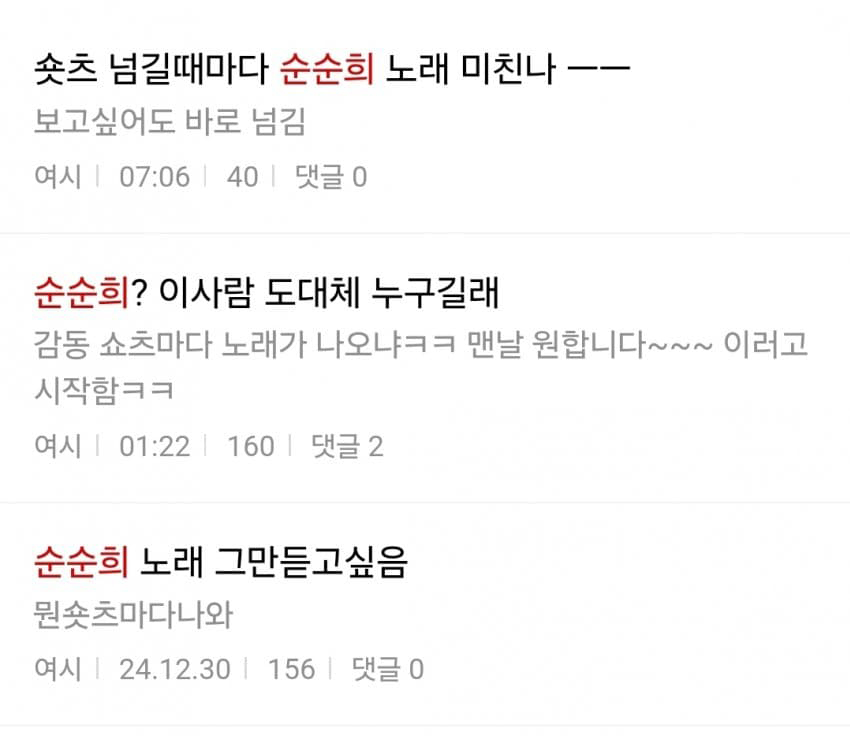 숏츠 넘길때마다 순순희 노래 미친나 ㅡㅡ
보고싶어도 바로 넘김
여시 07:06 40 댓글 0
순순희? 이사람 도대체 누구길래
감동 쇼츠마다 노래가 나오냐ㅋㅋ 맨날 원합니다~~~ 이러고
시작함ㅋㅋ
여시 01:22 160 댓글 2
순순희 노래 그만듣고싶음
뭔숏츠마다나와
여시 24.12.30 156 댓글 0